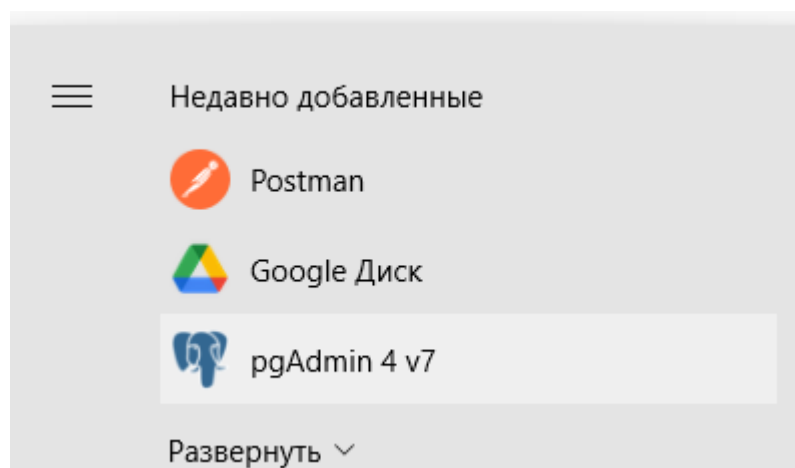 Недавно добавленные
Postman
Google Диск
pgAdmin 4 v7
Развернуть